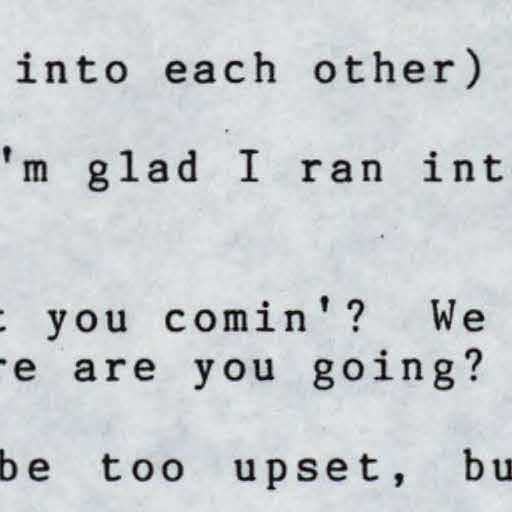 into each other)
'm glad I ran int
t you comin'?  We
re are you going?
be too upset, bu